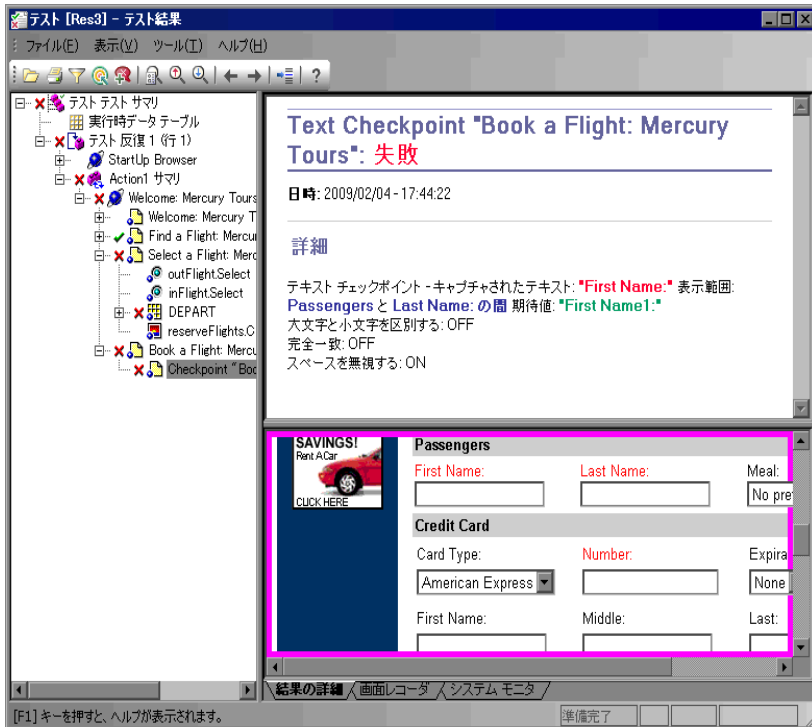 テスト [Res3] - テスト結果
ファイル(F) 表示(V) ツール(T) ヘルプ(H)
テスト テスト サマリ
実行時データ テーブル
テスト 反復 1 (行 1)
StartUp Browser
Action1 サマリ
Welcome: Mercury Tours
Welcome: Mercury T
Find a Flight: Mercu
Select a Flight: Merc
outFlight.Select
inFlight.Select
DEPART
reserveFlights.C
Book a Flight: Mercu
Checkpoint "Boo
Text Checkpoint "Book a Flight: Mercury
Tours": 失敗
日時: 2009/02/04 - 17:44:22
詳細
テキスト チェックポイント - キャプチャされたテキスト: "First Name:" 表示範囲:
Passengers と Last Name: の間 期待値: "First Name1:"
大文字と小文字を区別する: OFF
完全一致: OFF
スペースを無視する: ON
SAVINGS!
Rent A Car
CLICK HERE
Passengers
First Name: Last Name: Meal:
No pre
Credit Card
Card Type: Number: Expira
American Express None
First Name: Middle: Last:
結果の詳細 画面レコーダ システム モニタ
[F1] キーを押すと、ヘルプが表示されます。 準備完了